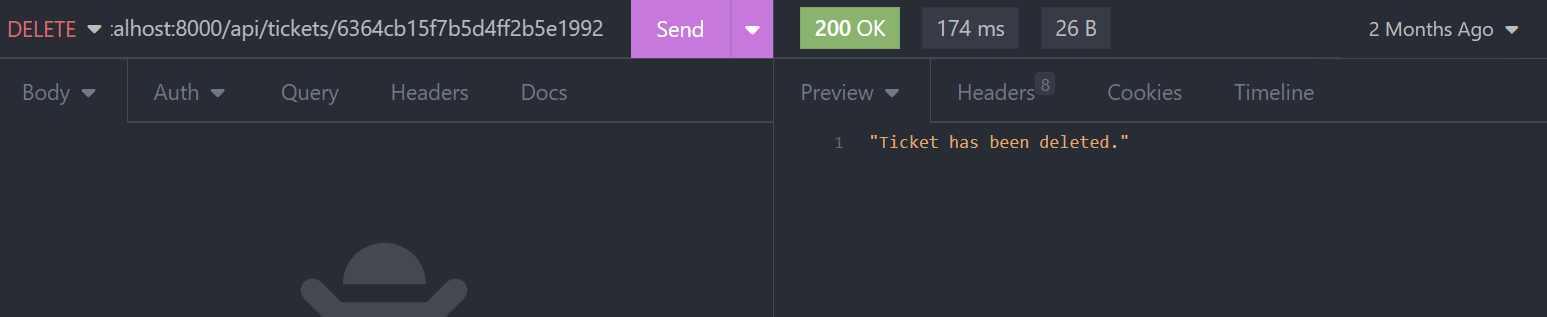 DELETE :alhost:8000/api/tickets/6364cb15f7b5d4ff2b5e1992 Send 200 OK 174 ms 26 B 2 Months Ago
Body Auth Query Headers Docs Preview Headers 8 Cookies Timeline
1 "Ticket has been deleted."